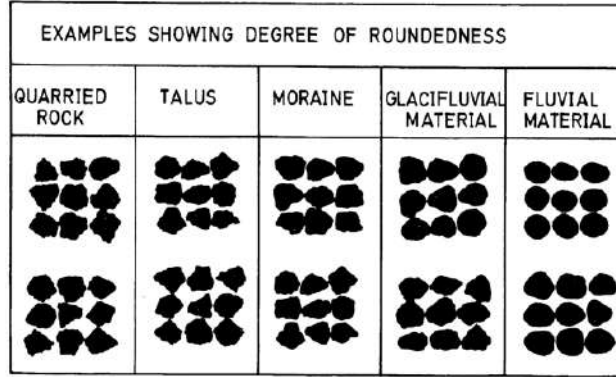 EXAMPLES SHOWING DEGREE OF ROUNDEDNESS
QUARRIED
ROCK
TALUS
MORAINE
GLACIFLUVIAL
MATERIAL
FLUVIAL
MATERIAL